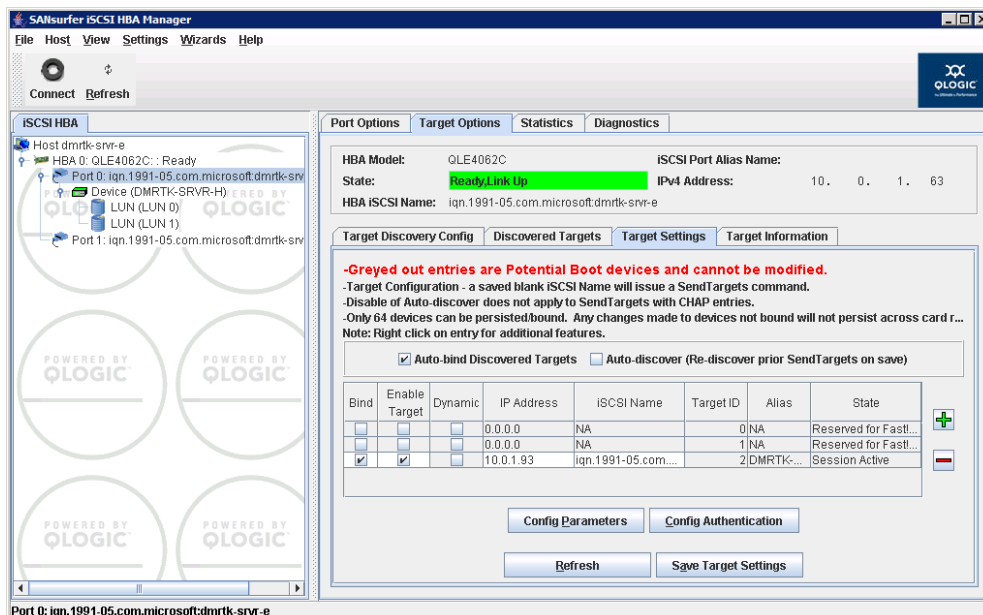 SANsurfer iSCSI HBA Manager
File Host View Settings Wizards Help
Connect Refresh
QLOGIC
iSCSI HBA
Host dmrtk-srvr-e
HBA 0: QLE4062C: : Ready
Port 0: iqn.1991-05.com.microsoft:dmrtk-srv
Device (DMRTK-SRVR-H)
LUN (LUN 0)
LUN (LUN 1)
Port 1: iqn.1991-05.com.microsoft:dmrtk-srv
POWERED BY QLOGIC
POWERED BY QLOGIC
POWERED BY QLOGIC
POWERED BY QLOGIC
Port Options Target Options Statistics Diagnostics
HBA Model: QLE4062C iSCSI Port Alias Name:
State: Ready,Link Up IPv4 Address: 10. 0. 1. 63
HBA iSCSI Name: iqn.1991-05.com.microsoft:dmrtk-srvr-e
Target Discovery Config Discovered Targets Target Settings Target Information
-Greyed out entries are Potential Boot devices and cannot be modified.
-Target Configuration - a saved blank iSCSI Name will issue a SendTargets command.
-Disable of Auto-discover does not apply to SendTargets with CHAP entries.
-Only 64 devices can be persisted/bound. Any changes made to devices not bound will not persist across card r...
Note: Right click on entry for additional features.
Auto-bind Discovered Targets Auto-discover (Re-discover prior SendTargets on save)
Bind Enable Target Dynamic IP Address iSCSI Name Target ID Alias State
0.0.0.0 NA 0 NA Reserved for Fast!...
0.0.0.0 NA 1 NA Reserved for Fast!...
10.0.1.93 iqn.1991-05.com.... 2 DMRTK-... Session Active
Config Parameters Config Authentication
Refresh Save Target Settings
Port 0: iqn.1991-05.com.microsoft:dmrtk-srvr-e